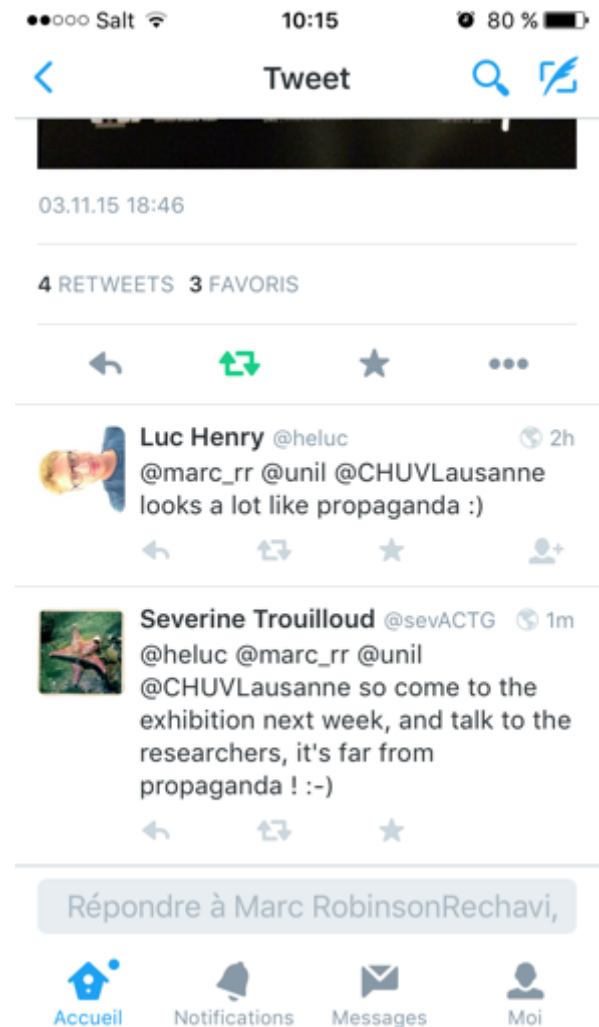 Salt 10:15 80 %
Tweet
03.11.15 18:46
4 RETWEETS 3 FAVORIS
Luc Henry @heluc 2h
@marc_rr @unil @CHUVLausanne
looks a lot like propaganda :)
Severine Trouilloud @sevACTG 1m
@heluc @marc_rr @unil
@CHUVLausanne so come to the
exhibition next week, and talk to the
researchers, it's far from
propaganda ! :-)
Répondre à Marc RobinsonRechavi,
Accueil Notifications Messages Moi